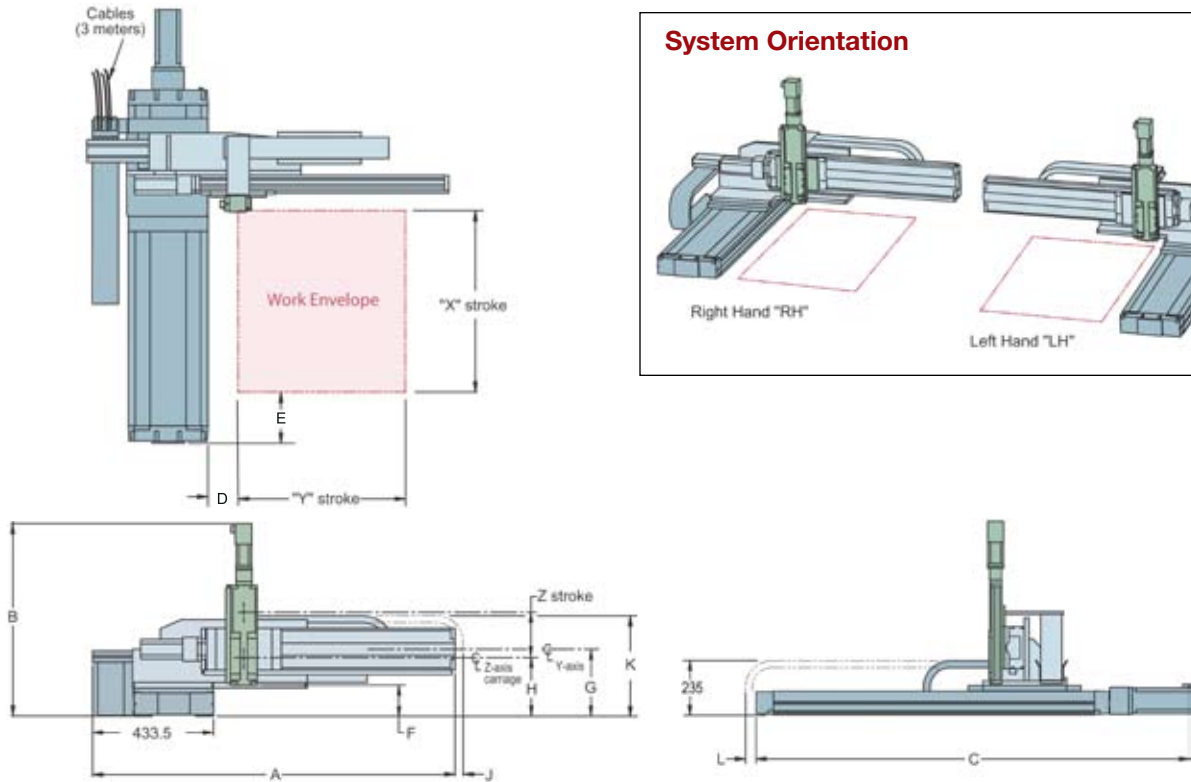 Cables
(3 meters)
System Orientation
Work Envelope
"X" stroke
Right Hand "RH"
Left Hand "LH"
E
D
"Y" stroke
B
Z stroke
℄
Y-axis
℄
Z-axis
carriage
K
H
G
F
433.5
A
J
235
L
C